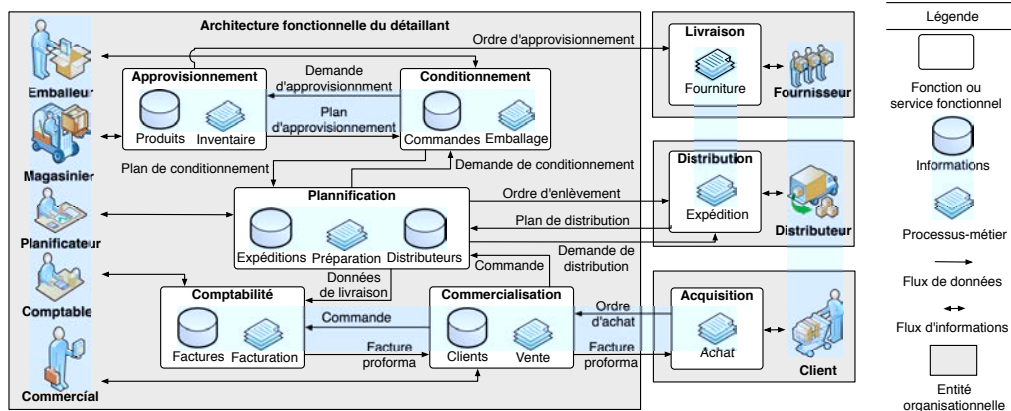 Architecture fonctionnelle du détaillant
Emballeur
Magasinier
Planificateur
Comptable
Commercial
Approvisionnement
Produits
Inventaire
Demande
d'approvisionnment
Plan
d'approvisionnement
Conditionnement
Commandes
Emballage
Ordre d'approvisionnement
Plan de conditionnement
Demande de conditionnement
Plannification
Expéditions
Préparation
Distributeurs
Ordre d'enlèvement
Plan de distribution
Demande de
distribution
Commande
Données
de livraison
Comptabilité
Factures
Facturation
Commande
Facture
proforma
Commercialisation
Clients
Vente
Ordre
d'achat
Facture
proforma
Livraison
Fourniture
Fournisseur
Distribution
Expédition
Distributeur
Acquisition
Achat
Client
Légende
Fonction ou
service fonctionnel
Informations
Processus-métier
Flux de données
Flux d'informations
Entité
organisationnelle